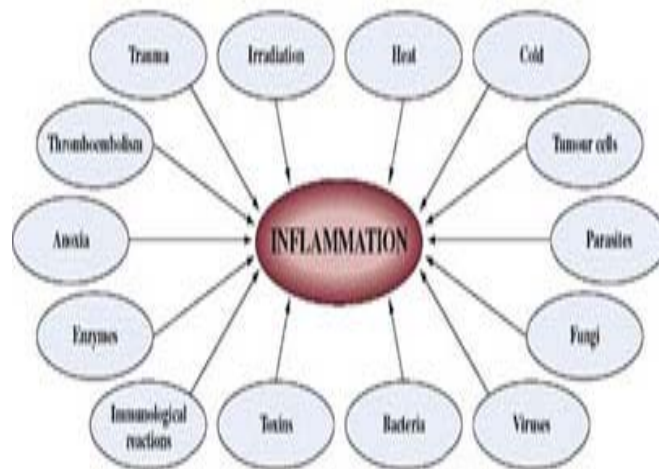 Trauma
Irradiation
Heat
Cold
Thromboembolism
Tumour cells
Anoxia
INFLAMMATION
Parasites
Enzymes
Fungi
Immunological
reactions
Toxins
Bacteria
Viruses